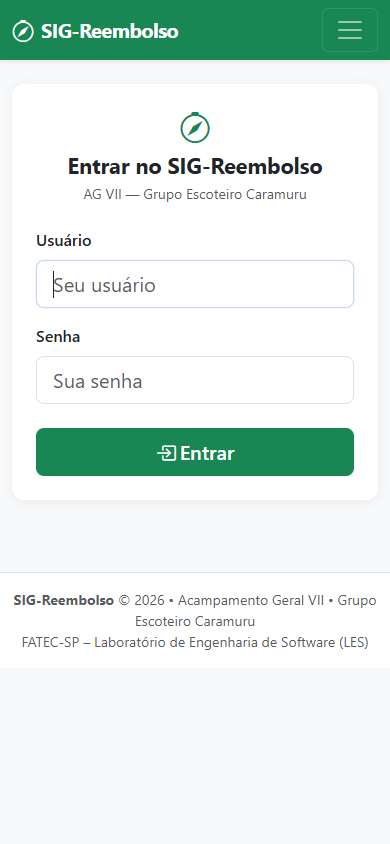 SIG-Reembolso
Entrar no SIG-Reembolso
AG VII — Grupo Escoteiro Caramuru
Usuário
Seu usuário
Senha
Sua senha
Entrar
SIG-Reembolso © 2026 • Acampamento Geral VII • Grupo
Escoteiro Caramuru
FATEC-SP – Laboratório de Engenharia de Software (LES)